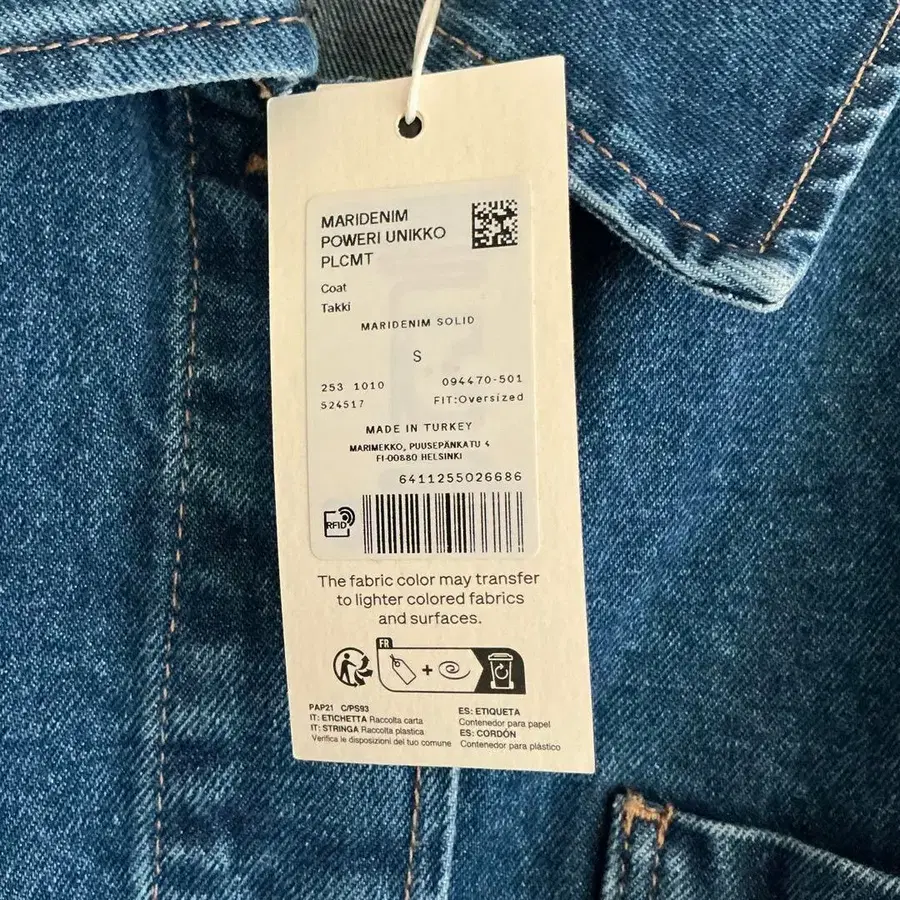 MARIDENIM
POWERI UNIKKO
PLCMT
Coat
Takki
MARIDENIM SOLID
S
253 1010 094470-501
524517 FIT:Oversized
MADE IN TURKEY
MARIMEKKO, PUUSEPÄNKATU 4
FI-00880 HELSINKI
6411255026686
RFID
The fabric color may transfer
to lighter colored fabrics
and surfaces.
FR
+
PAP21 C/PS93
IT: ETICHETTA Raccolta carta
IT: STRINGA Raccolta plastica
Verifica le disposizioni del tuo comune
ES: ETIQUETA
Contenedor para papel
ES: CORDÓN
Contenedor para plástico